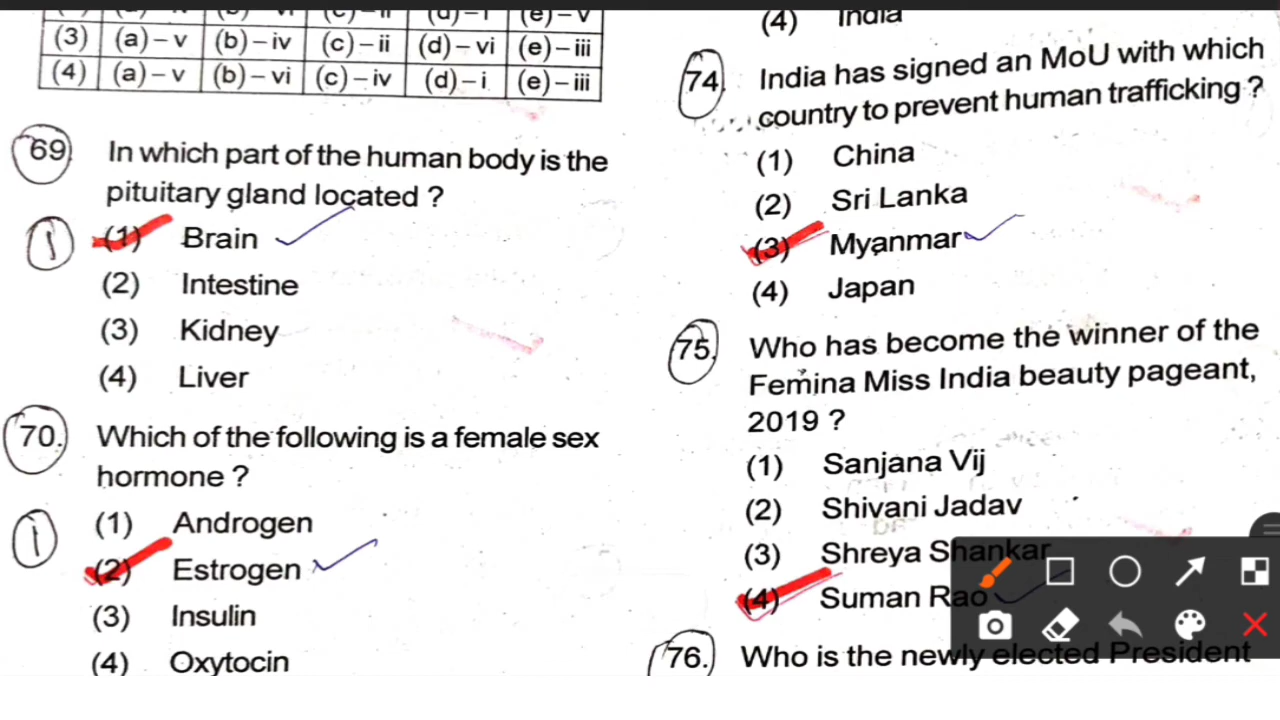 (3) (a) – v (b) – iv (c) – ii (d) – vi (e) – iii
(4) (a) – v (b) – vi (c) – iv (d) – i (e) – iii
69. In which part of the human body is the
pituitary gland located ?
1 (1) Brain
(2) Intestine
(3) Kidney
(4) Liver
70. Which of the following is a female sex
hormone ?
1 (1) Androgen
(2) Estrogen
(3) Insulin
(4) Oxytocin
(4) India
74. India has signed an MoU with which
country to prevent human trafficking ?
(1) China
(2) Sri Lanka
(3) Myanmar
(4) Japan
75. Who has become the winner of the
Femina Miss India beauty pageant,
2019 ?
(1) Sanjana Vij
(2) Shivani Jadav
(3) Shreya Shankar
(4) Suman Rao
76. Who is the newly elected President